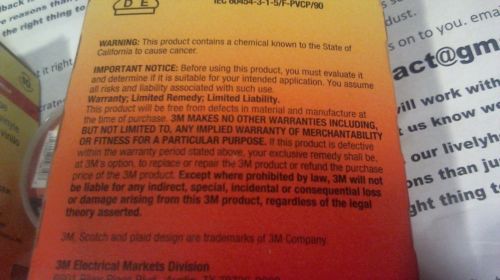 D E
IEC 60454-3-1-5/F-PVCP/90
WARNING: This product contains a chemical known to the State of
California to cause cancer.
IMPORTANT NOTICE: Before using this product, you must evaluate it
and determine if it is suitable for your intended application. You assume
all risks and liability associated with such use.
Warranty; Limited Remedy; Limited Liability.
This product will be free from defects in material and manufacture at
the time of purchase. 3M MAKES NO OTHER WARRANTIES INCLUDING,
BUT NOT LIMITED TO, ANY IMPLIED WARRANTY OF MERCHANTABILITY
OR FITNESS FOR A PARTICULAR PURPOSE. If this product is defective
within the warranty period stated above, your exclusive remedy shall be,
at 3M's option, to replace or repair the 3M product or refund the purchase
price of the 3M product. Except where prohibited by law, 3M will not
be liable for any indirect, special, incidental or consequential loss
or damage arising from this 3M product, regardless of the legal
theory asserted.
3M, Scotch and plaid design are trademarks of 3M Company.
3M Electrical Markets Division
the right thing
it right
dust.
s on to you. email
act@gm
will work with
us know w
our livelyh
ons than jus
ght thing t